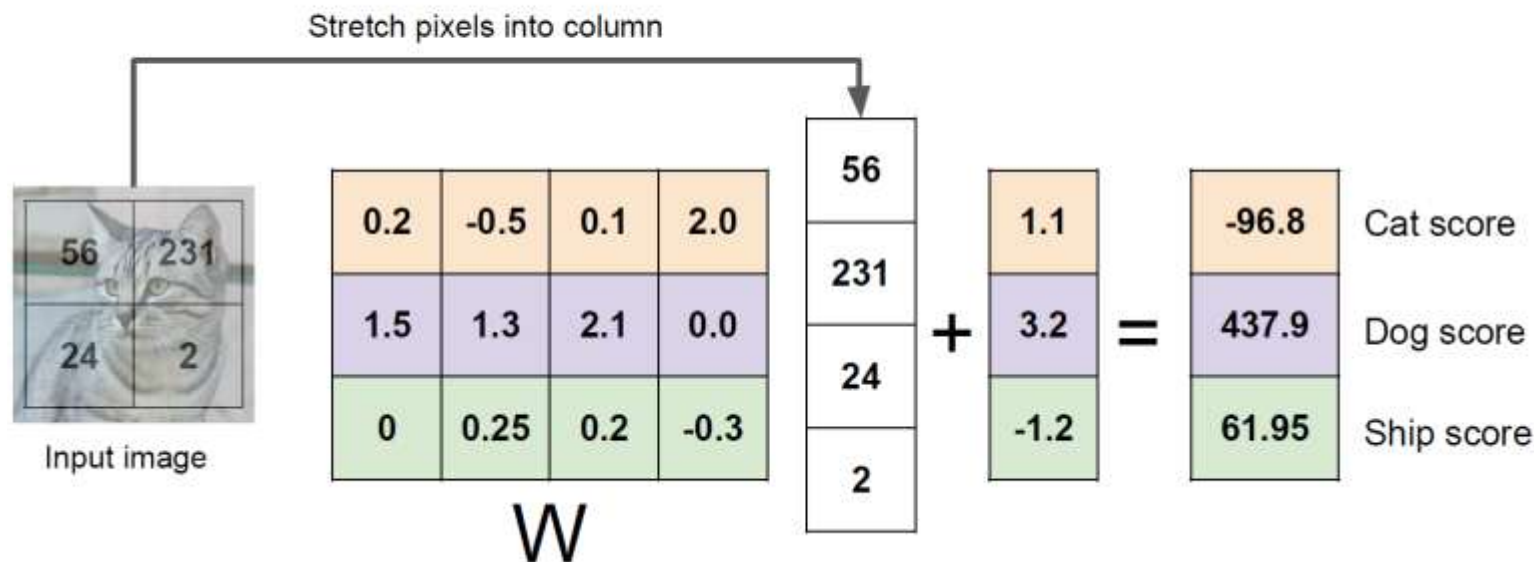 Stretch pixels into column
56 231
24 2
Input image
0.2 -0.5 0.1 2.0
1.5 1.3 2.1 0.0
0 0.25 0.2 -0.3
W
56
231
24
2
+
1.1
3.2
-1.2
=
-96.8 Cat score
437.9 Dog score
61.95 Ship score